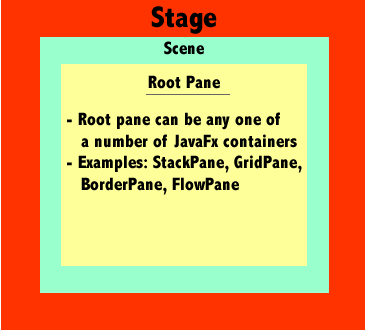 Stage
Scene
Root Pane
- Root pane can be any one of
a number of JavaFx containers
- Examples: StackPane, GridPane,
BorderPane, FlowPane